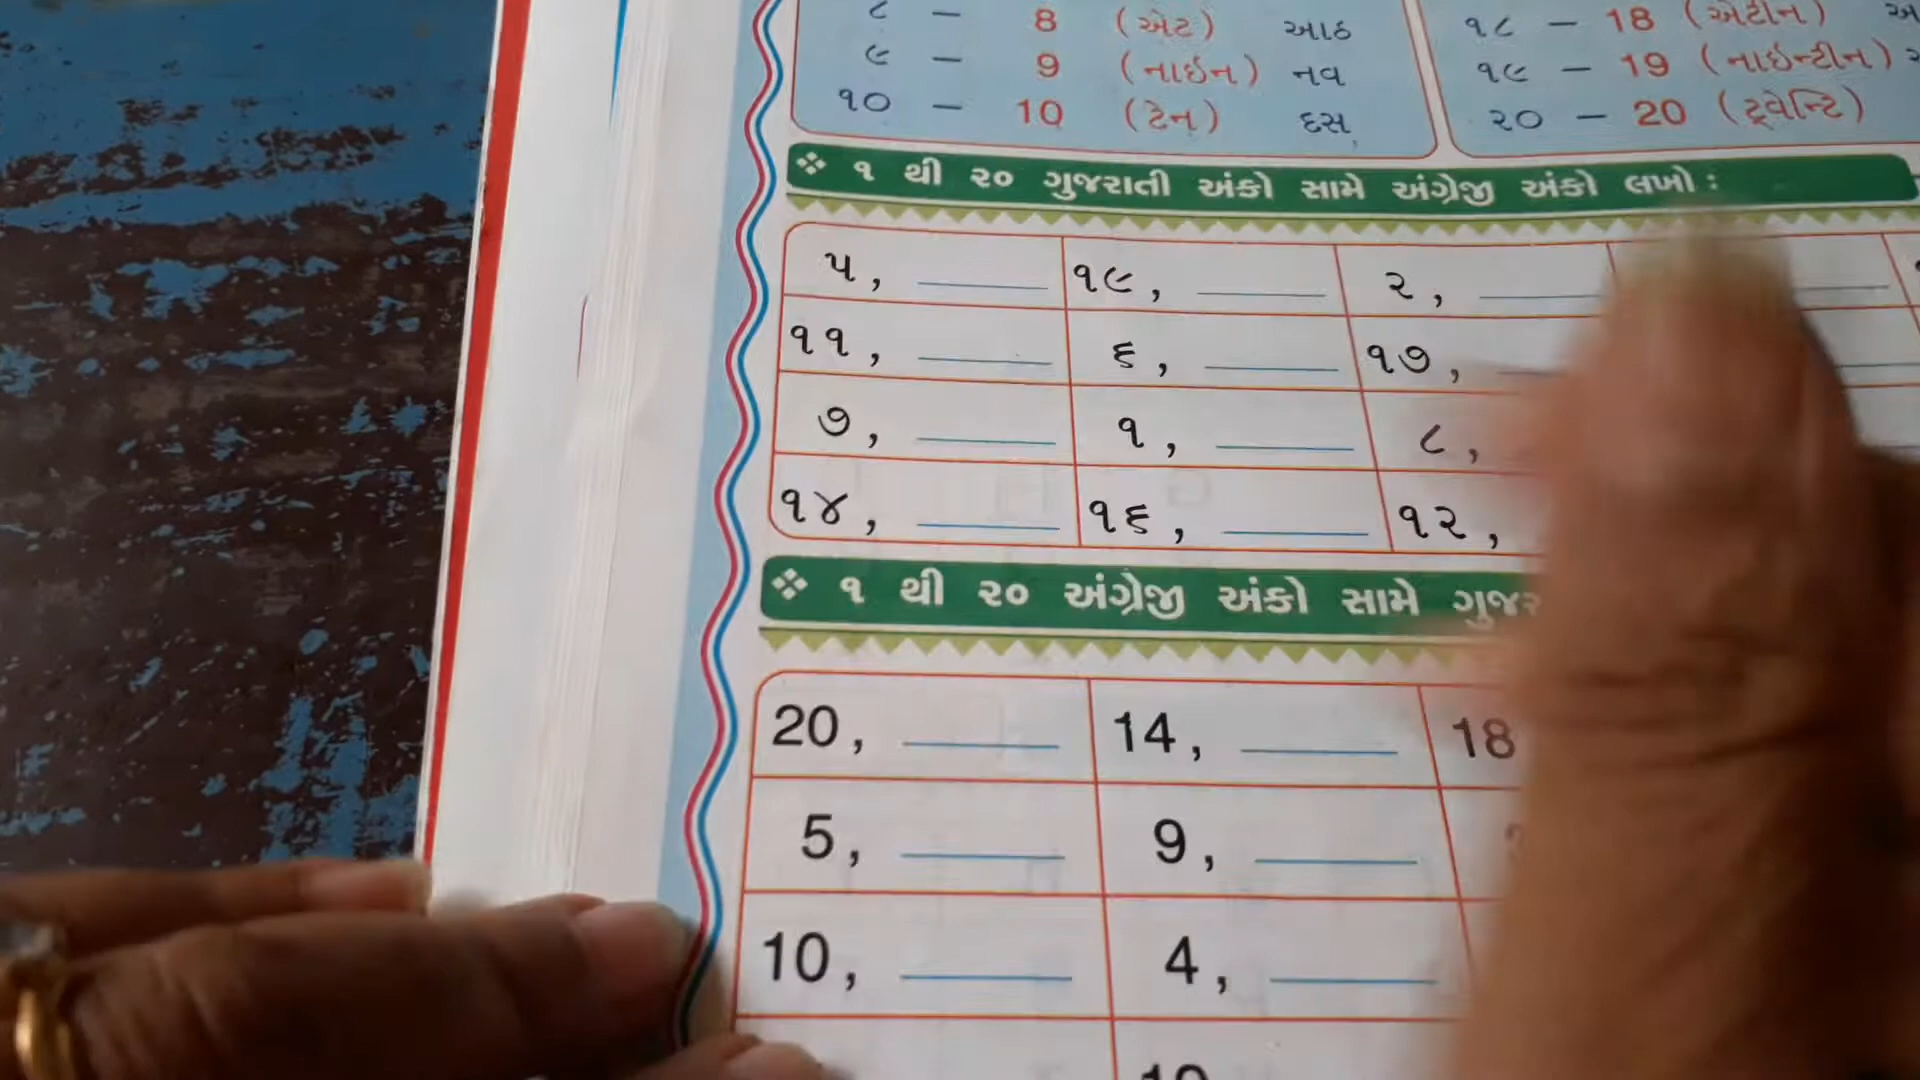 ૮ – 8 (એટ) આઠ
૯ – 9 (નાઇન) નવ
૧૦ – 10 (ટેન) દસ
૧૮ – 18 (એટીન)
૧૯ – 19 (નાઇન્ટીન)
૨૦ – 20 (ટ્વેન્ટિ)
❖ ૧ થી ૨૦ ગુજરાતી અંકો સામે અંગ્રેજી અંકો લખો :
૫, ૧૯, ૨,
૧૧, ૬, ૧૭,
૭, ૧, ૮,
૧૪, ૧૬, ૧૨,
❖ ૧ થી ૨૦ અંગ્રેજી અંકો સામે
20, 14, 18
5, 9,
10, 4,